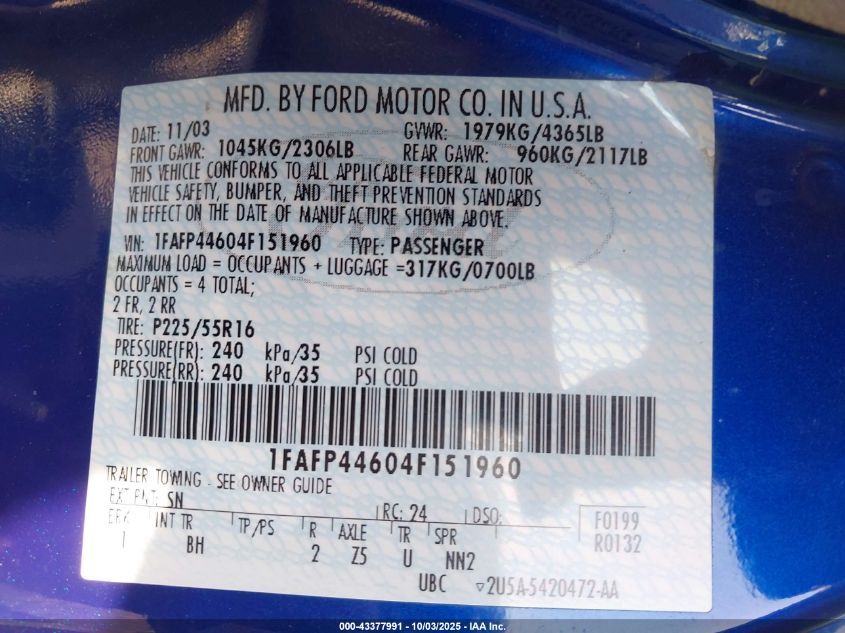 MFD. BY FORD MOTOR CO. IN U.S.A.
DATE: 11/03 GVWR: 1979KG/4365LB
FRONT GAWR: 1045KG/2306LB REAR GAWR: 960KG/2117LB
THIS VEHICLE CONFORMS TO ALL APPLICABLE FEDERAL MOTOR
VEHICLE SAFETY, BUMPER, AND THEFT PREVENTION STANDARDS
IN EFFECT ON THE DATE OF MANUFACTURE SHOWN ABOVE.
VIN: 1FAFP44604F151960 TYPE: PASSENGER
MAXIMUM LOAD = OCCUPANTS + LUGGAGE =317KG/0700LB
OCCUPANTS = 4 TOTAL;
2 FR, 2 RR
TIRE: P225/55R16
PRESSURE(FR): 240 kPa/35 PSI COLD
PRESSURE(RR): 240 kPa/35 PSI COLD
1FAFP44604F151960
TRAILER TOWING - SEE OWNER GUIDE
EXT PNT: SN RC: 24 DSO: F0199
BRK INT TR TP/PS R AXLE TR SPR R0132
1 BH 2 Z5 U NN2
UBC ▽2U5A-5420472-AA
000-43377991 - 10/03/2025 - IAA Inc.